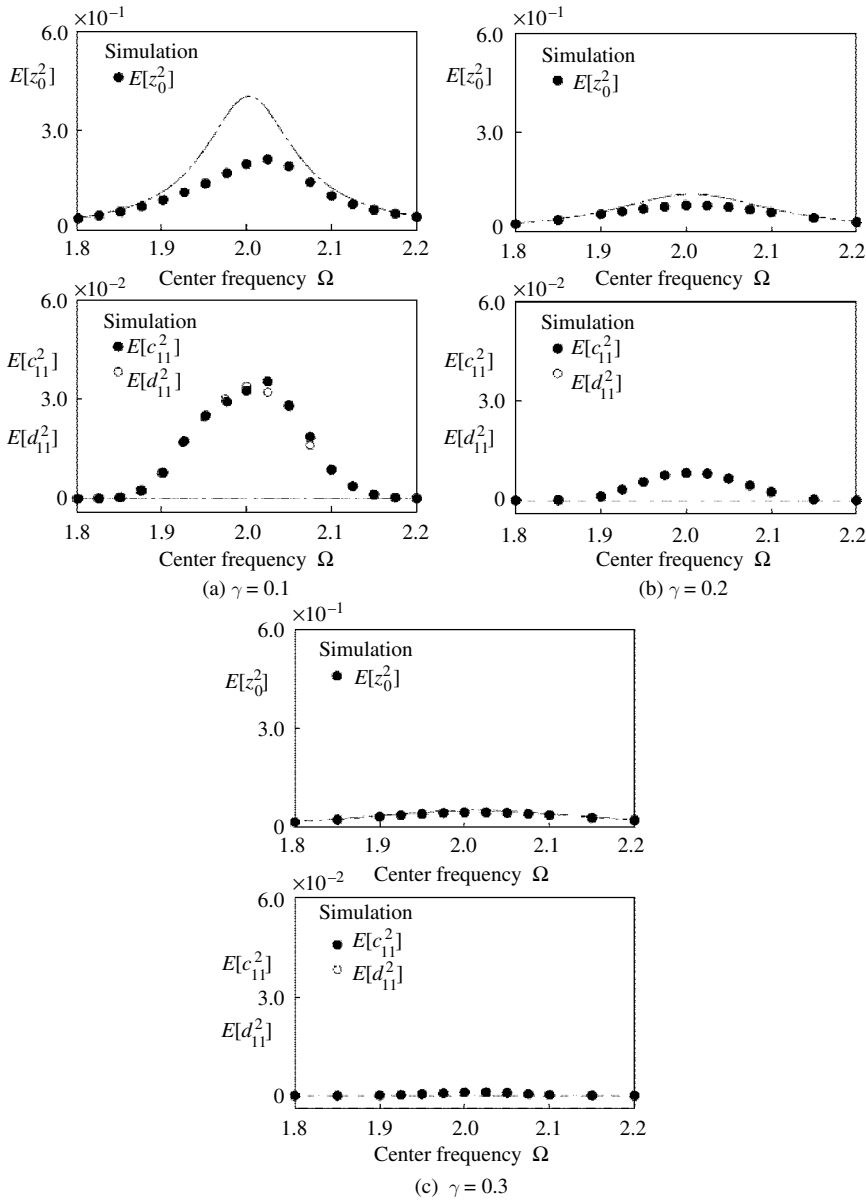 ×10⁻¹
6.0
Simulation
E[z₀²]
● E[z₀²]
3.0
0
1.8 1.9 2.0 2.1 2.2
Center frequency Ω
×10⁻²
6.0
Simulation
● E[c₁₁²]
○ E[d₁₁²]
E[c₁₁²]
3.0
E[d₁₁²]
0
1.8 1.9 2.0 2.1 2.2
Center frequency Ω
(a) γ = 0.1
×10⁻¹
6.0
Simulation
E[z₀²]
● E[z₀²]
3.0
0
1.8 1.9 2.0 2.1 2.2
Center frequency Ω
×10⁻²
6.0
Simulation
● E[c₁₁²]
○ E[d₁₁²]
E[c₁₁²]
3.0
E[d₁₁²]
0
1.8 1.9 2.0 2.1 2.2
Center frequency Ω
(b) γ = 0.2
×10⁻¹
6.0
Simulation
E[z₀²]
● E[z₀²]
3.0
0
1.8 1.9 2.0 2.1 2.2
Center frequency Ω
×10⁻²
6.0
Simulation
● E[c₁₁²]
○ E[d₁₁²]
E[c₁₁²]
3.0
E[d₁₁²]
0
1.8 1.9 2.0 2.1 2.2
Center frequency Ω
(c) γ = 0.3